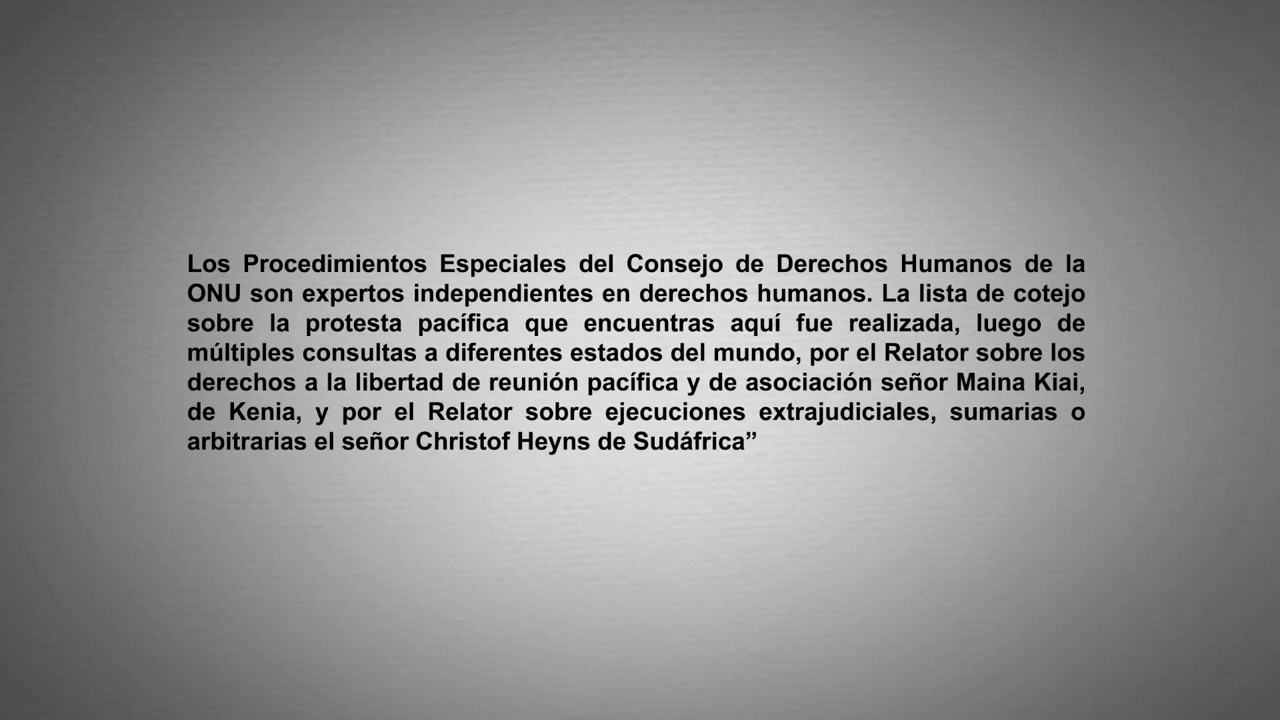 Los Procedimientos Especiales del Consejo de Derechos Humanos de la
ONU son expertos independientes en derechos humanos. La lista de cotejo
sobre la protesta pacífica que encuentras aquí fue realizada, luego de
múltiples consultas a diferentes estados del mundo, por el Relator sobre los
derechos a la libertad de reunión pacífica y de asociación señor Maina Kiai,
de Kenia, y por el Relator sobre ejecuciones extrajudiciales, sumarias o
arbitrarias el señor Christof Heyns de Sudáfrica”